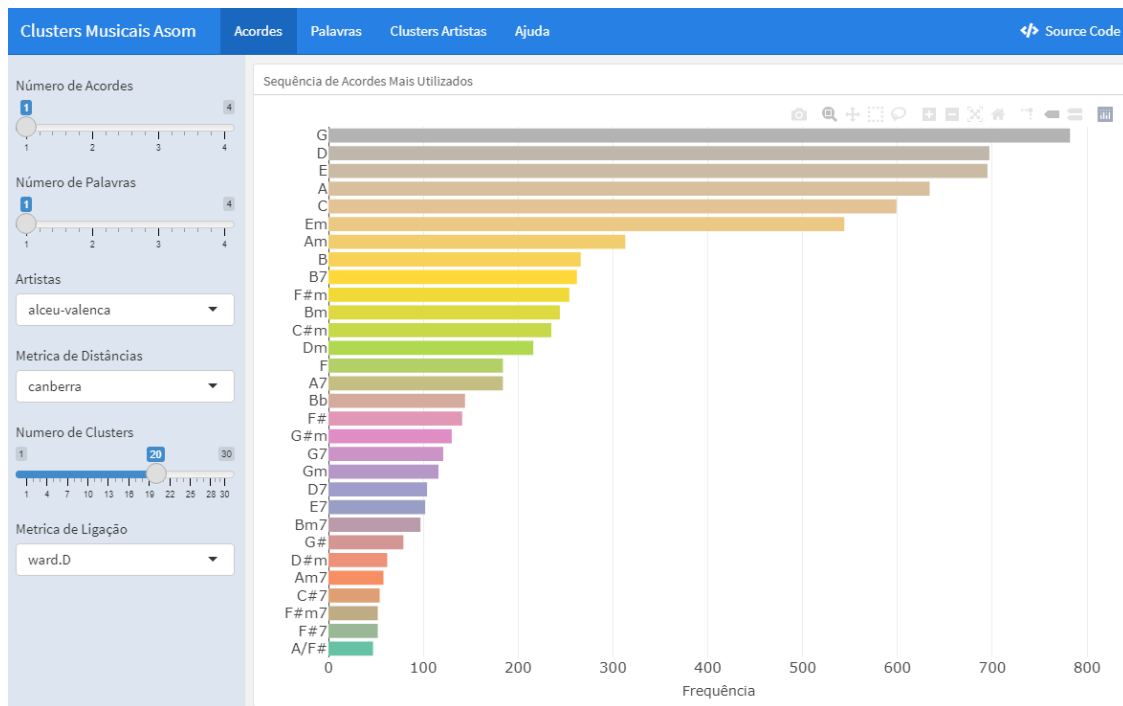 Clusters Musicais Asom
Acordes
Palavras
Clusters Artistas
Ajuda
</> Source Code
Número de Acordes
1
4
1 2 3 4
Número de Palavras
1
4
1 2 3 4
Artistas
alceu-valenca
Metrica de Distâncias
canberra
Numero de Clusters
1
20
30
1 4 7 10 13 16 19 22 25 28 30
Metrica de Ligação
ward.D
Sequência de Acordes Mais Utilizados
G
D
E
A
C
Em
Am
B
B7
F#m
Bm
C#m
Dm
F
A7
Bb
F#
G#m
G7
Gm
D7
E7
Bm7
G#
D#m
Am7
C#7
F#m7
F#7
A/F#
0 100 200 300 400 500 600 700 800
Frequência